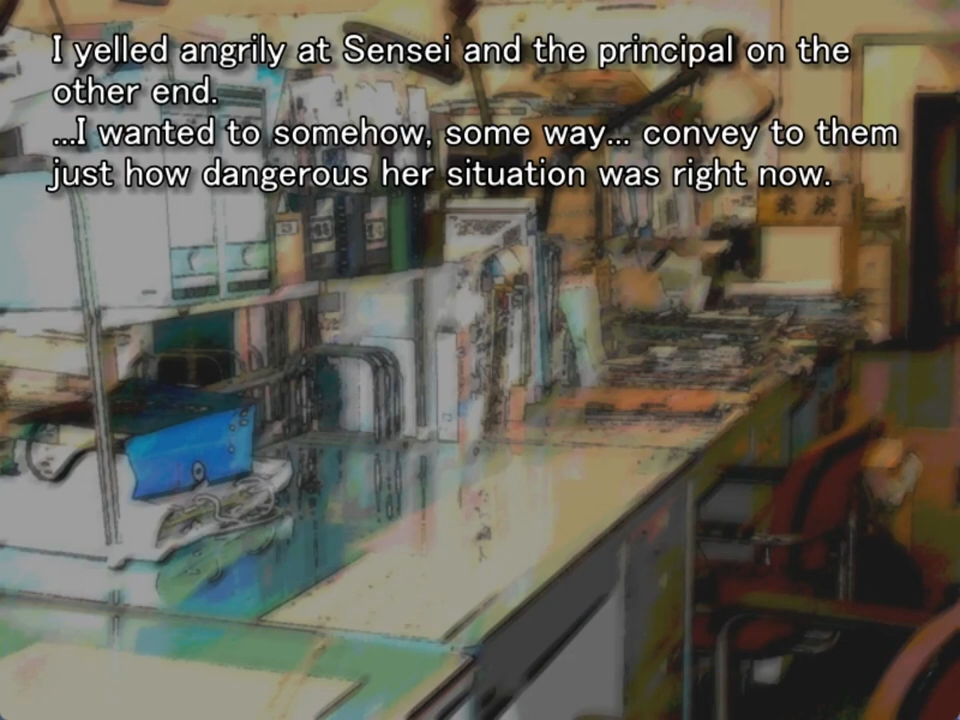 I yelled angrily at Sensei and the principal on the
other end.
...I wanted to somehow, some way... convey to them
just how dangerous her situation was right now.